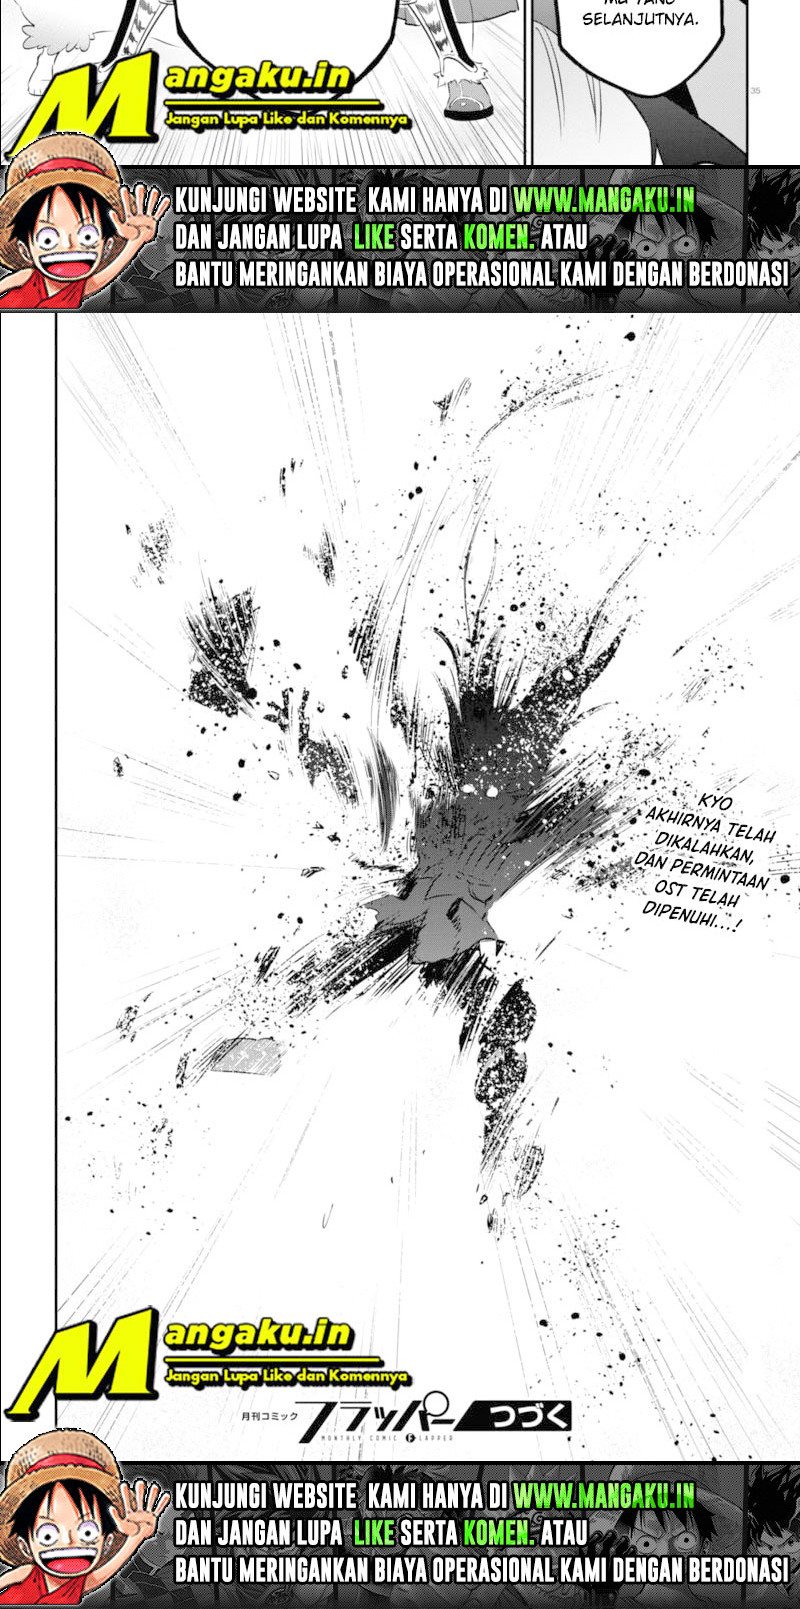 MU YANG
SELANJUTNYA.
35
Mangaku.in
Jangan Lupa Like dan Komennya
KUNJUNGI WEBSITE KAMI HANYA DI WWW.MANGAKU.IN
DAN JANGAN LUPA LIKE SERTA KOMEN. ATAU
BANTU MERINGANKAN BIAYA OPERASIONAL KAMI DENGAN BERDONASI
KYO
AKHIRNYA TELAH
DIKALAHKAN,
DAN PERMINTAAN
OST TELAH
DIPENUHI...!
Mangaku.in
Jangan Lupa Like dan Komennya
月刊コミック フラッパー つづく
MONTHLY COMIC FLAPPER
KUNJUNGI WEBSITE KAMI HANYA DI WWW.MANGAKU.IN
DAN JANGAN LUPA LIKE SERTA KOMEN. ATAU
BANTU MERINGANKAN BIAYA OPERASIONAL KAMI DENGAN BERDONASI